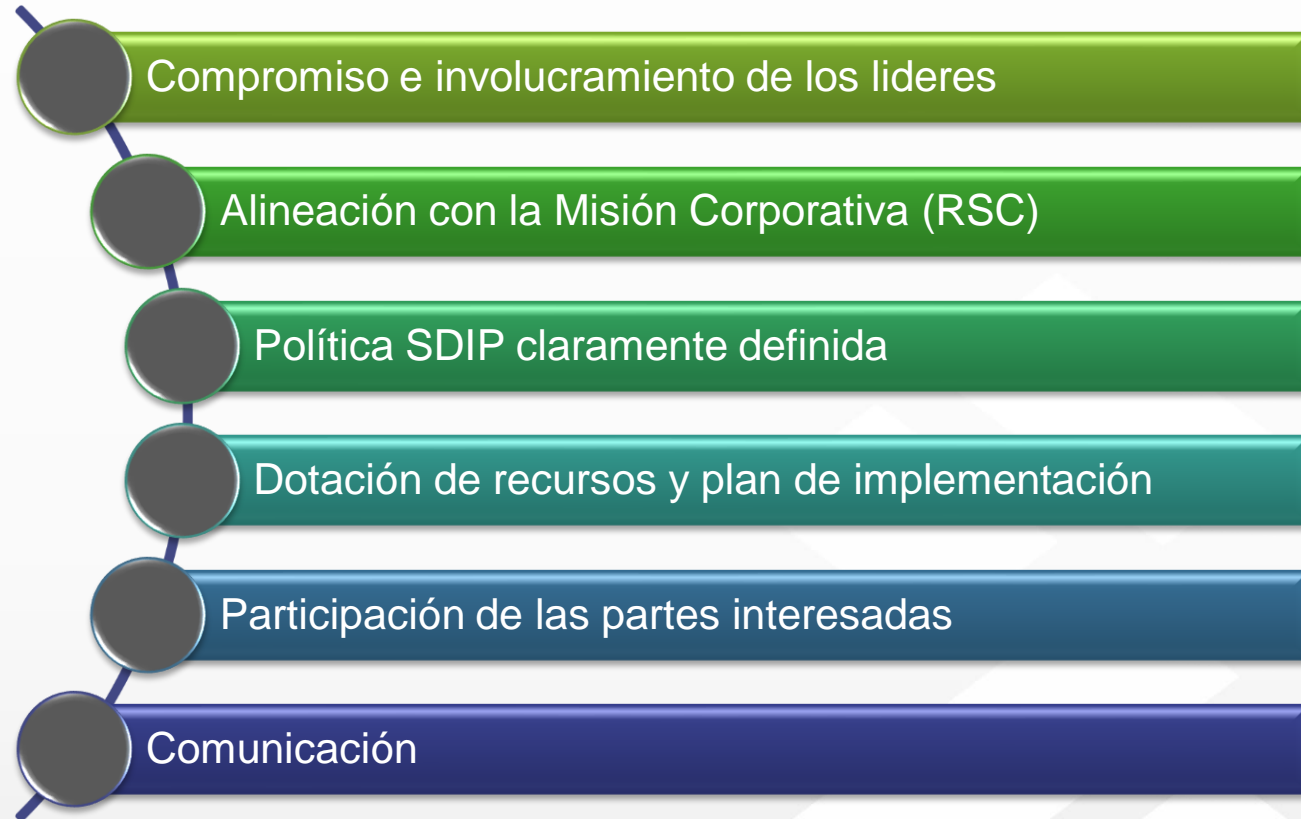 Compromiso e involucramiento de los lideres
Alineación con la Misión Corporativa (RSC)
Política SDIP claramente definida
Dotación de recursos y plan de implementación
Participación de las partes interesadas
Comunicación